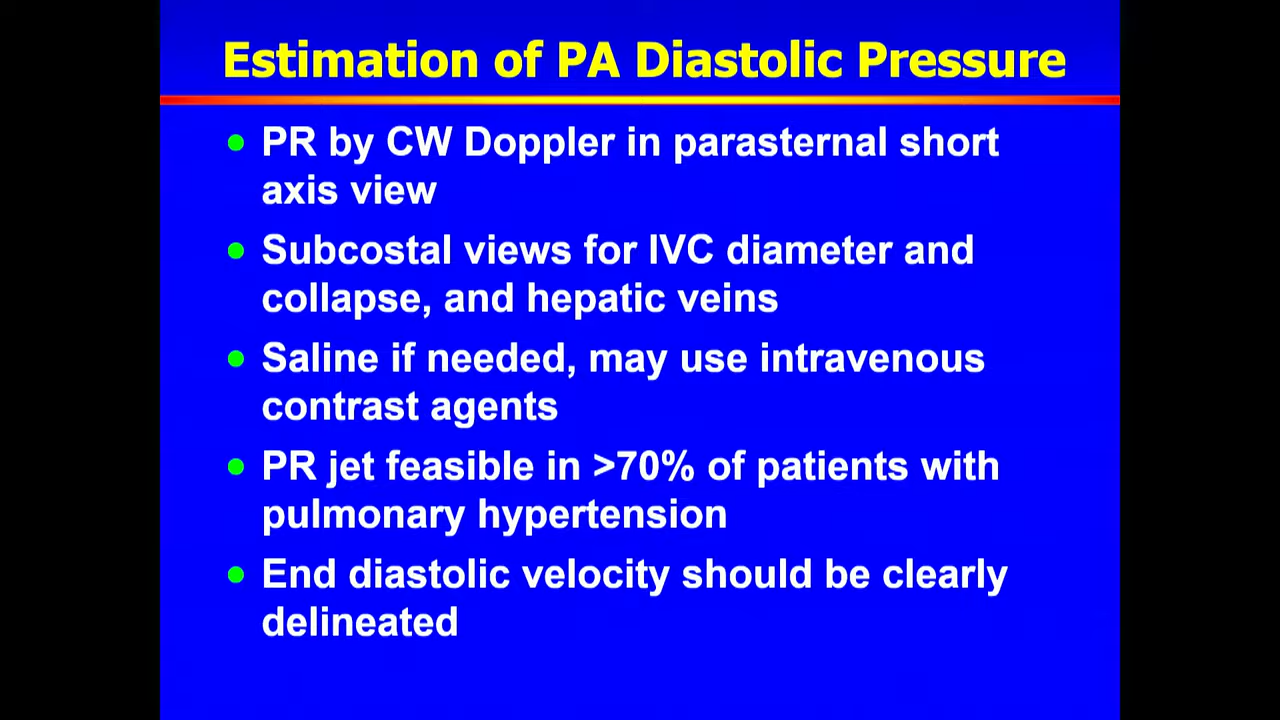 Estimation of PA Diastolic Pressure
• PR by CW Doppler in parasternal short
axis view
• Subcostal views for IVC diameter and
collapse, and hepatic veins
• Saline if needed, may use intravenous
contrast agents
• PR jet feasible in >70% of patients with
pulmonary hypertension
• End diastolic velocity should be clearly
delineated